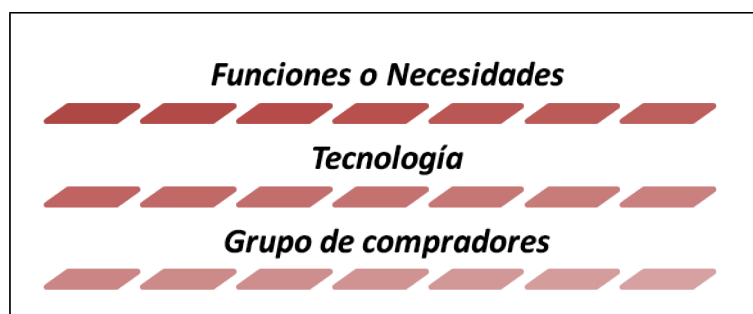 Funciones o Necesidades
Tecnología
Grupo de compradores